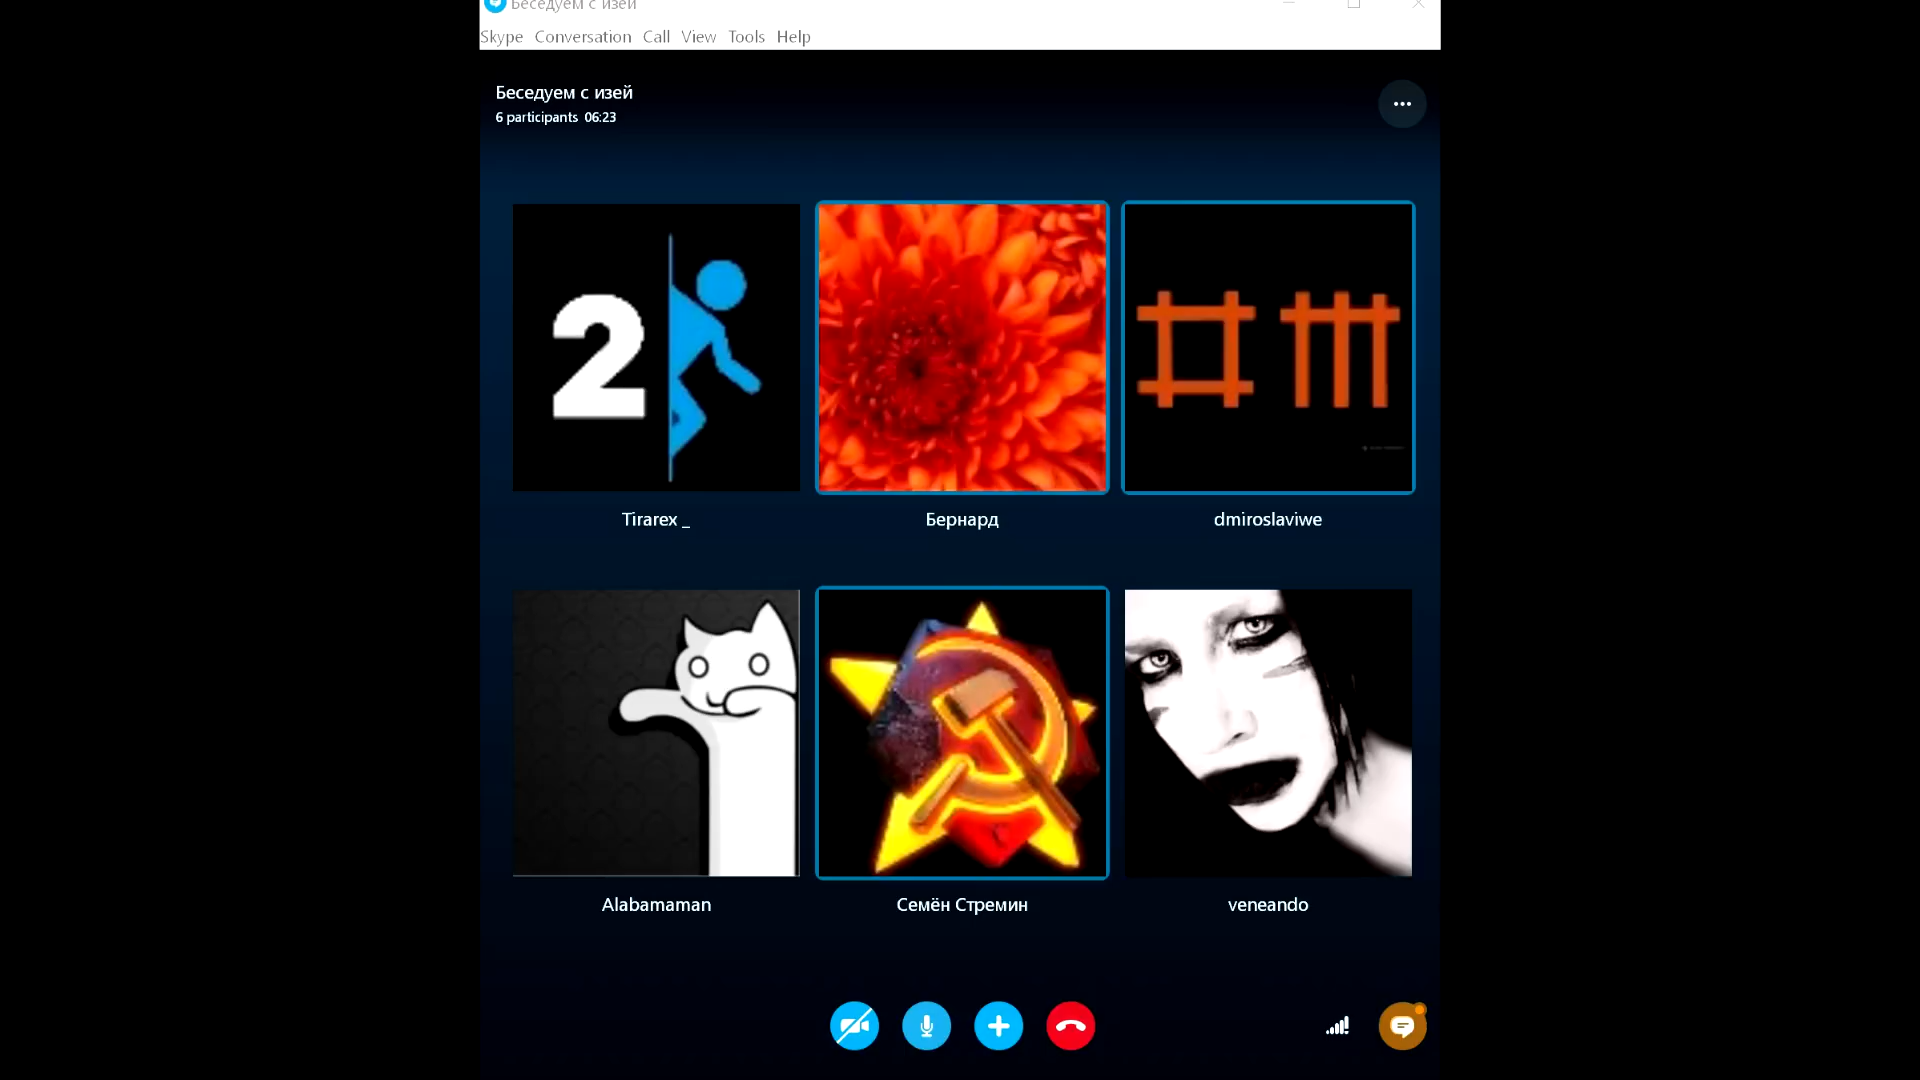 Беседуем с изей
Skype Conversation Call View Tools Help
Беседуем с изей
6 participants 06:23
2
Tirarex _
Бернард
dmiroslaviwe
Alabamaman
Семён Стремин
veneando